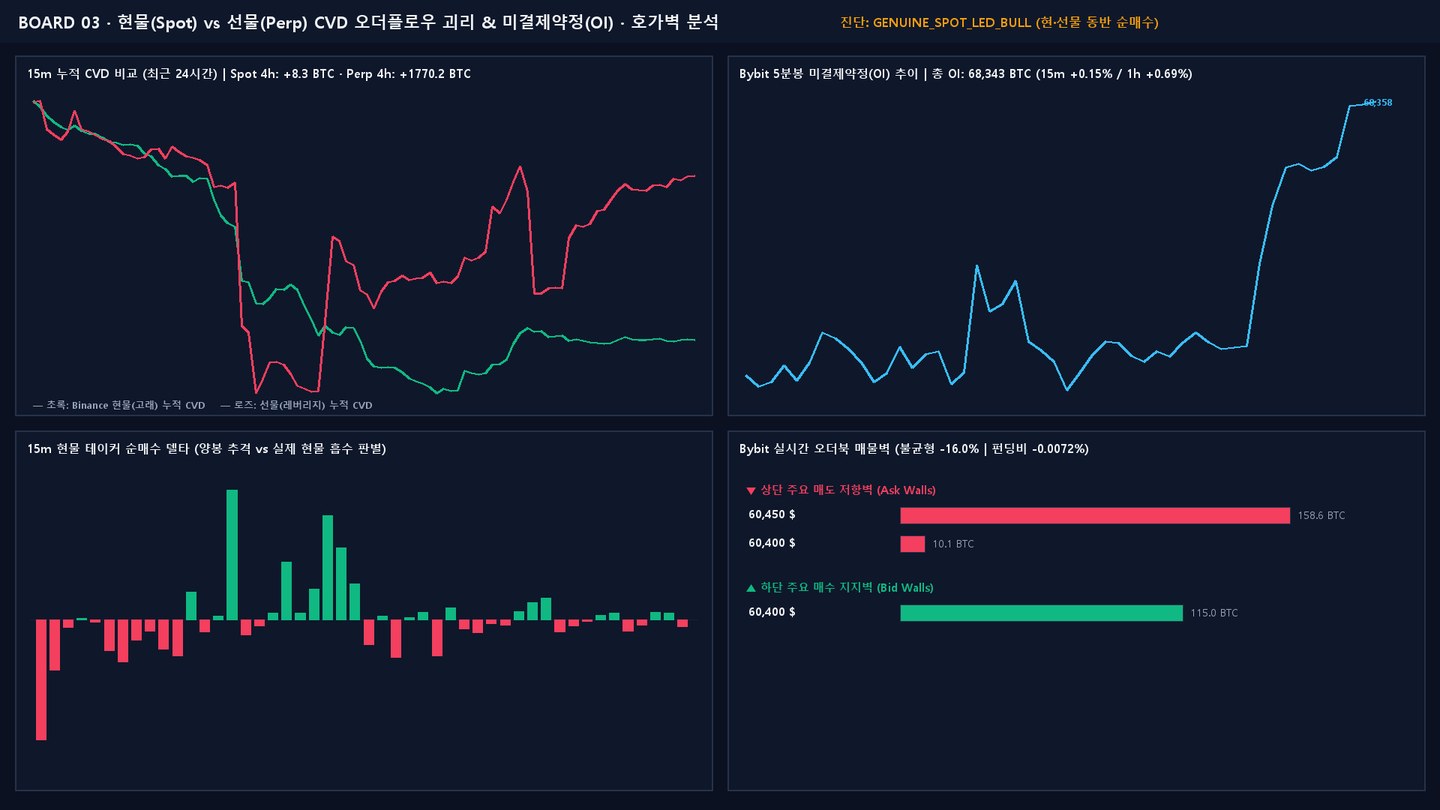 BOARD 03 · 현물(Spot) vs 선물(Perp) CVD 오더플로우 괴리 & 미결제약정(OI) · 호가벽 분석
진단: GENUINE_SPOT_LED_BULL (현·선물 동반 순매수)
15m 누적 CVD 비교 (최근 24시간) | Spot 4h: +8.3 BTC · Perp 4h: +1770.2 BTC
— 초록: Binance 현물(고래) 누적 CVD — 로즈: 선물(레버리지) 누적 CVD
Bybit 5분봉 미결제약정(OI) 추이 | 총 OI: 68,343 BTC (15m +0.15% / 1h +0.69%)
68,358
15m 현물 테이커 순매수 델타 (양봉 추격 vs 실제 현물 흡수 판별)
Bybit 실시간 오더북 매물벽 (불균형 -16.0% | 펀딩비 -0.0072%)
▼ 상단 주요 매도 저항벽 (Ask Walls)
60,450 $ 158.6 BTC
60,400 $ 10.1 BTC
▲ 하단 주요 매수 지지벽 (Bid Walls)
60,400 $ 115.0 BTC